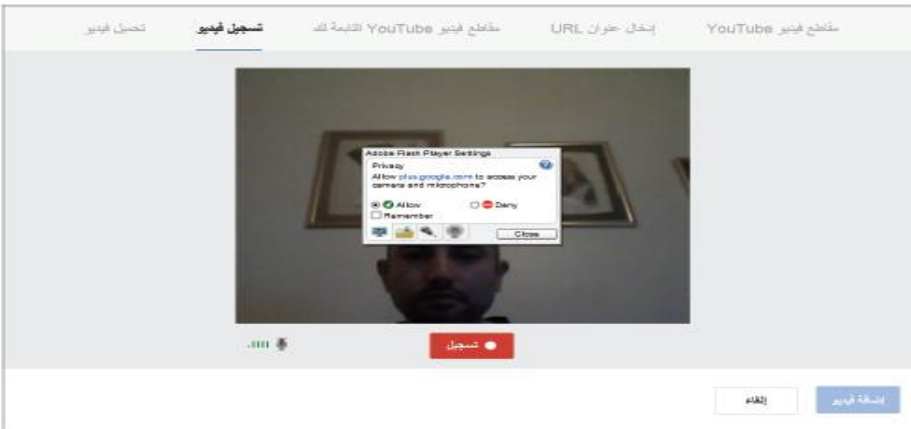 مقاطع فيديو YouTube إدخال عنوان URL مقاطع فيديو YouTube التابعة لك تسجيل فيديو تحميل فيديو
Adobe Flash Player Settings
Privacy
Allow plus.google.com to access your
camera and microphone?
Allow Deny
Remember
Close
تسجيل
إضافة فيديو إلغاء